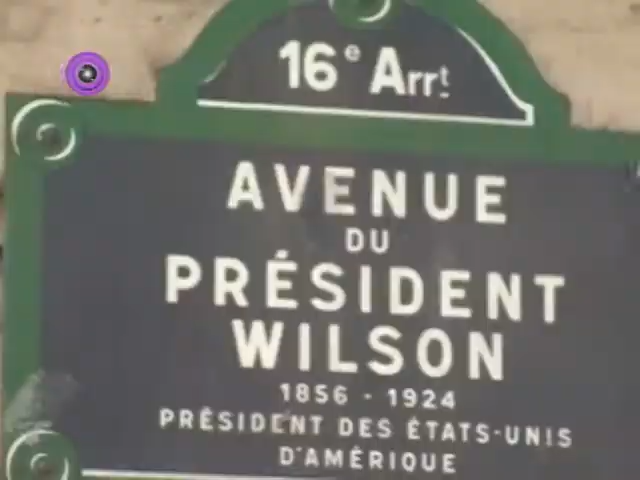 16e Arrt
AVENUE
DU
PRÉSIDENT
WILSON
1856 - 1924
PRÉSIDENT DES ÉTATS-UNIS
D'AMÉRIQUE